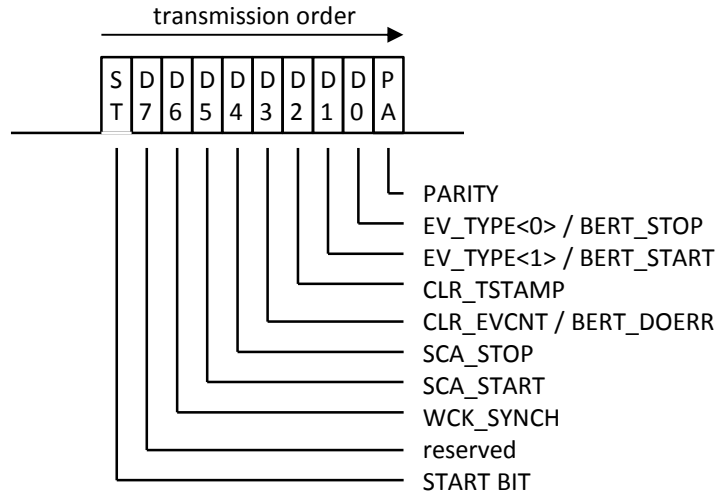 transmission order
S D D D D D D D D P
T 7 6 5 4 3 2 1 0 A
PARITY
EV_TYPE<0> / BERT_STOP
EV_TYPE<1> / BERT_START
CLR_TSTAMP
CLR_EVCNT / BERT_DOERR
SCA_STOP
SCA_START
WCK_SYNCH
reserved
START BIT